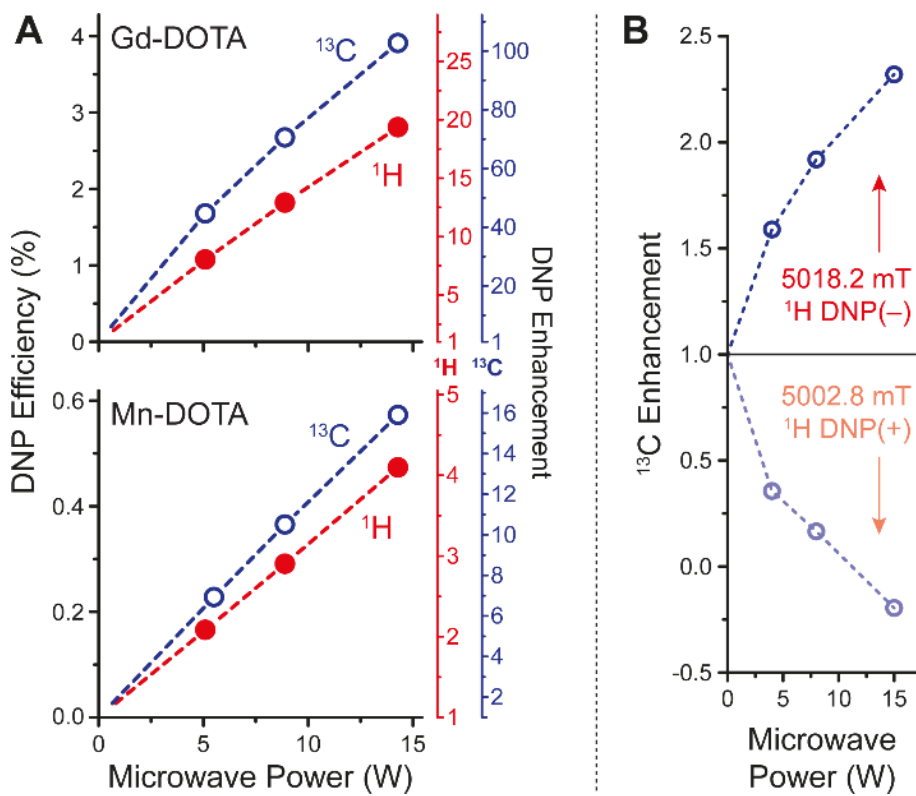 A
Gd-DOTA
¹³C
¹H
4
3
2
1
0
25
20
15
10
5
1
100
80
60
40
20
1
DNP Efficiency (%)
DNP Enhancement
¹H ¹³C
Mn-DOTA
¹³C
¹H
0.6
0.4
0.2
0.0
5
4
3
2
1
16
14
12
10
8
6
4
2
0 5 10 15
Microwave Power (W)
B
2.5
2.0
1.5
1.0
0.5
0.0
-0.5
¹³C Enhancement
5018.2 mT
¹H DNP(–)
5002.8 mT
¹H DNP(+)
0 5 10 15
Microwave
Power (W)